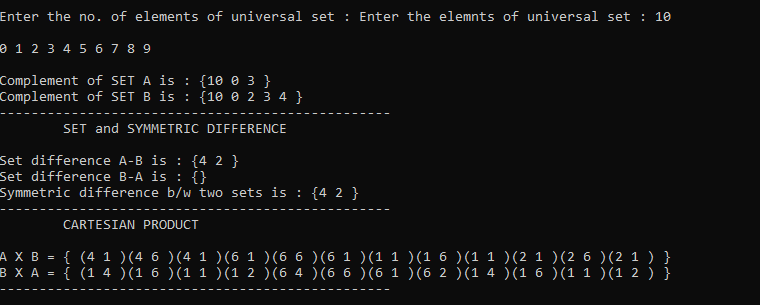 Enter the no. of elements of universal set : Enter the elemnts of universal set : 10
0 1 2 3 4 5 6 7 8 9
Complement of SET A is : {10 0 3 }
Complement of SET B is : {10 0 2 3 4 }
-------------------------------------------------
SET and SYMMETRIC DIFFERENCE
Set difference A-B is : {4 2 }
Set difference B-A is : {}
Symmetric difference b/w two sets is : {4 2 }
-------------------------------------------------
CARTESIAN PRODUCT
A X B = { (4 1 )(4 6 )(4 1 )(6 1 )(6 6 )(6 1 )(1 1 )(1 6 )(1 1 )(2 1 )(2 6 )(2 1 ) }
B X A = { (1 4 )(1 6 )(1 1 )(1 2 )(6 4 )(6 6 )(6 1 )(6 2 )(1 4 )(1 6 )(1 1 )(1 2 ) }
-------------------------------------------------